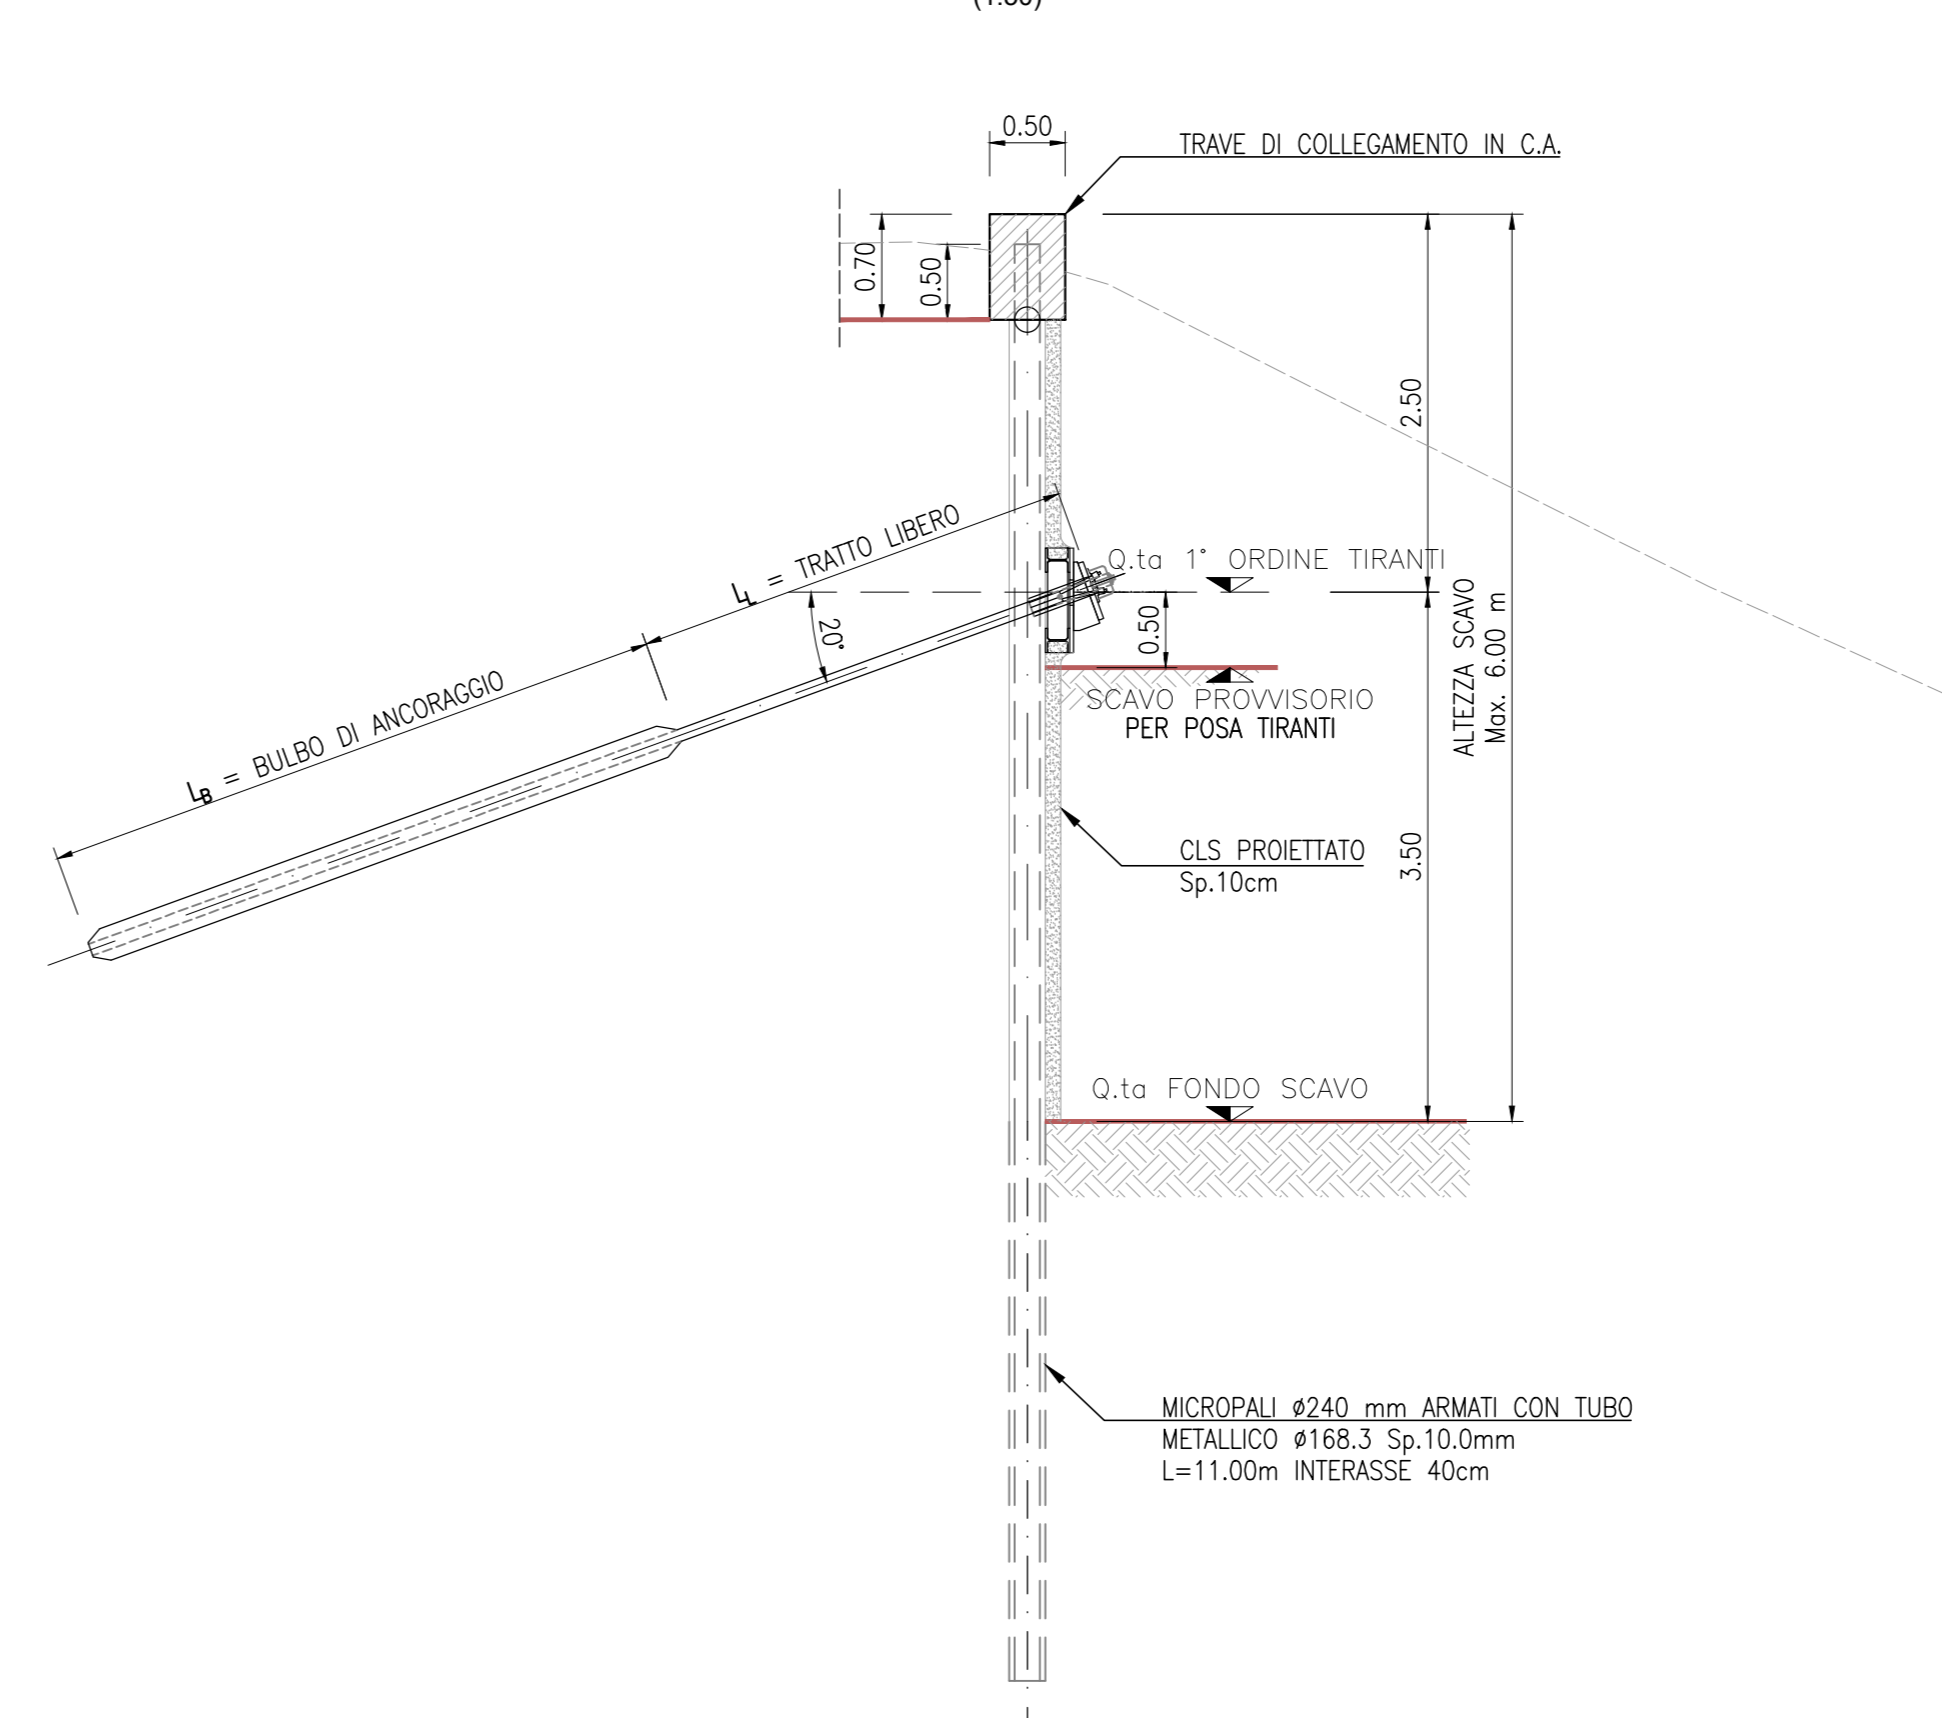 0.50
TRAVE DI COLLEGAMENTO IN C.A.
0.70
0.50
2.50
L_L = TRATTO LIBERO
Q.ta 1° ORDINE TIRANTI
20°
0.50
ALTEZZA SCAVO
Max. 6.00 m
L_B = BULBO DI ANCORAGGIO
SCAVO PROVVISORIO
PER POSA TIRANTI
CLS PROIETTATO
Sp.10cm
3.50
Q.ta FONDO SCAVO
MICROPALI ø240 mm ARMATI CON TUBO
METALLICO ø168.3 Sp.10.0mm
L=11.00m INTERASSE 40cm